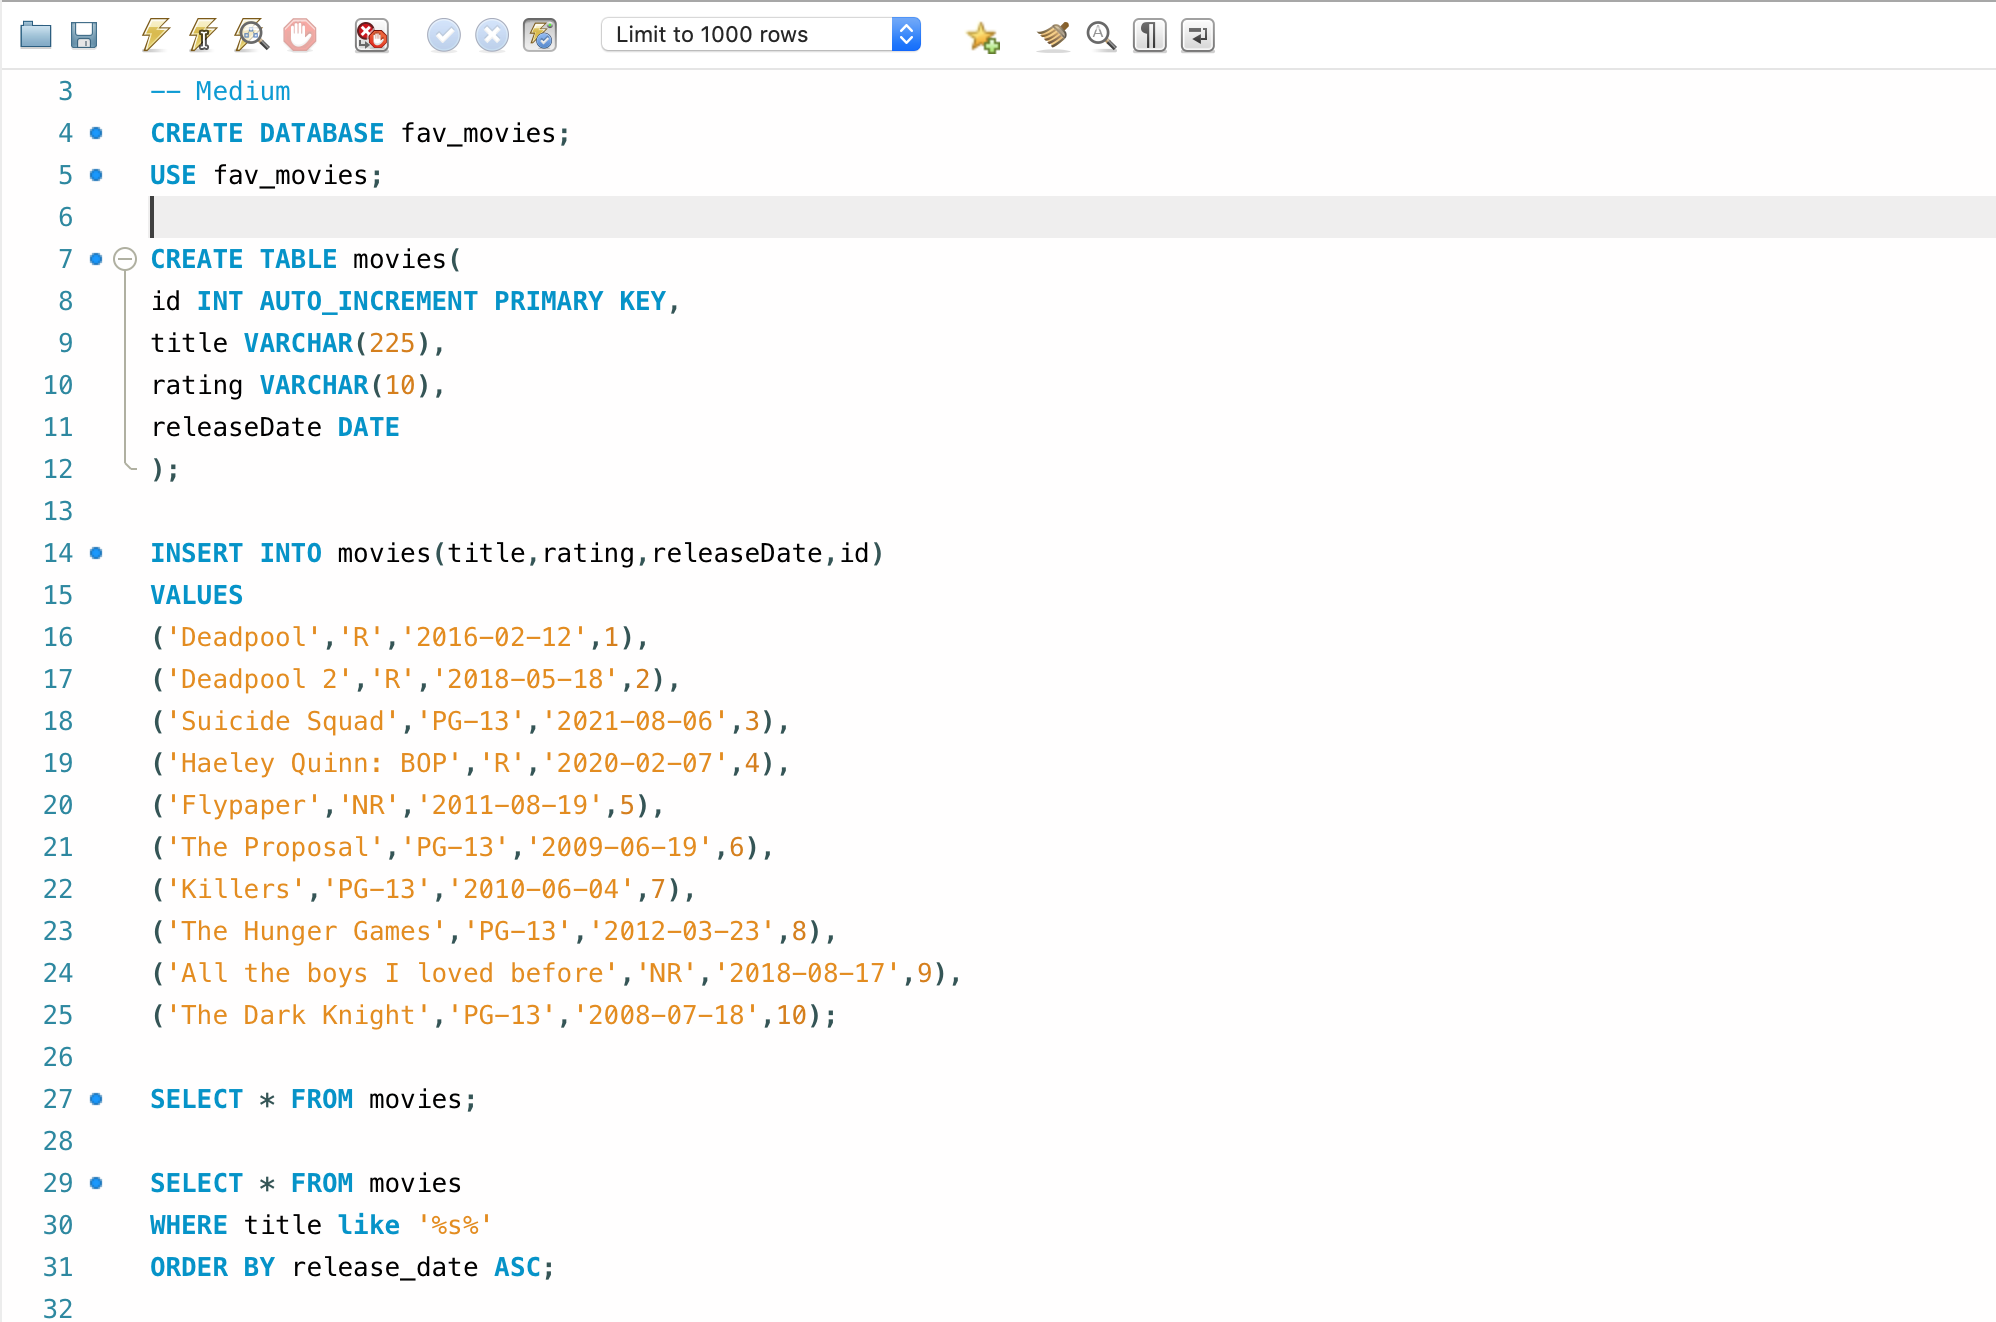 Limit to 1000 rows
3 -- Medium
4 CREATE DATABASE fav_movies;
5 USE fav_movies;
6
7 CREATE TABLE movies(
8 id INT AUTO_INCREMENT PRIMARY KEY,
9 title VARCHAR(225),
10 rating VARCHAR(10),
11 releaseDate DATE
12 );
13
14 INSERT INTO movies(title,rating,releaseDate,id)
15 VALUES
16 ('Deadpool','R','2016-02-12',1),
17 ('Deadpool 2','R','2018-05-18',2),
18 ('Suicide Squad','PG-13','2021-08-06',3),
19 ('Haeley Quinn: BOP','R','2020-02-07',4),
20 ('Flypaper','NR','2011-08-19',5),
21 ('The Proposal','PG-13','2009-06-19',6),
22 ('Killers','PG-13','2010-06-04',7),
23 ('The Hunger Games','PG-13','2012-03-23',8),
24 ('All the boys I loved before','NR','2018-08-17',9),
25 ('The Dark Knight','PG-13','2008-07-18',10);
26
27 SELECT * FROM movies;
28
29 SELECT * FROM movies
30 WHERE title like '%s%'
31 ORDER BY release_date ASC;
32